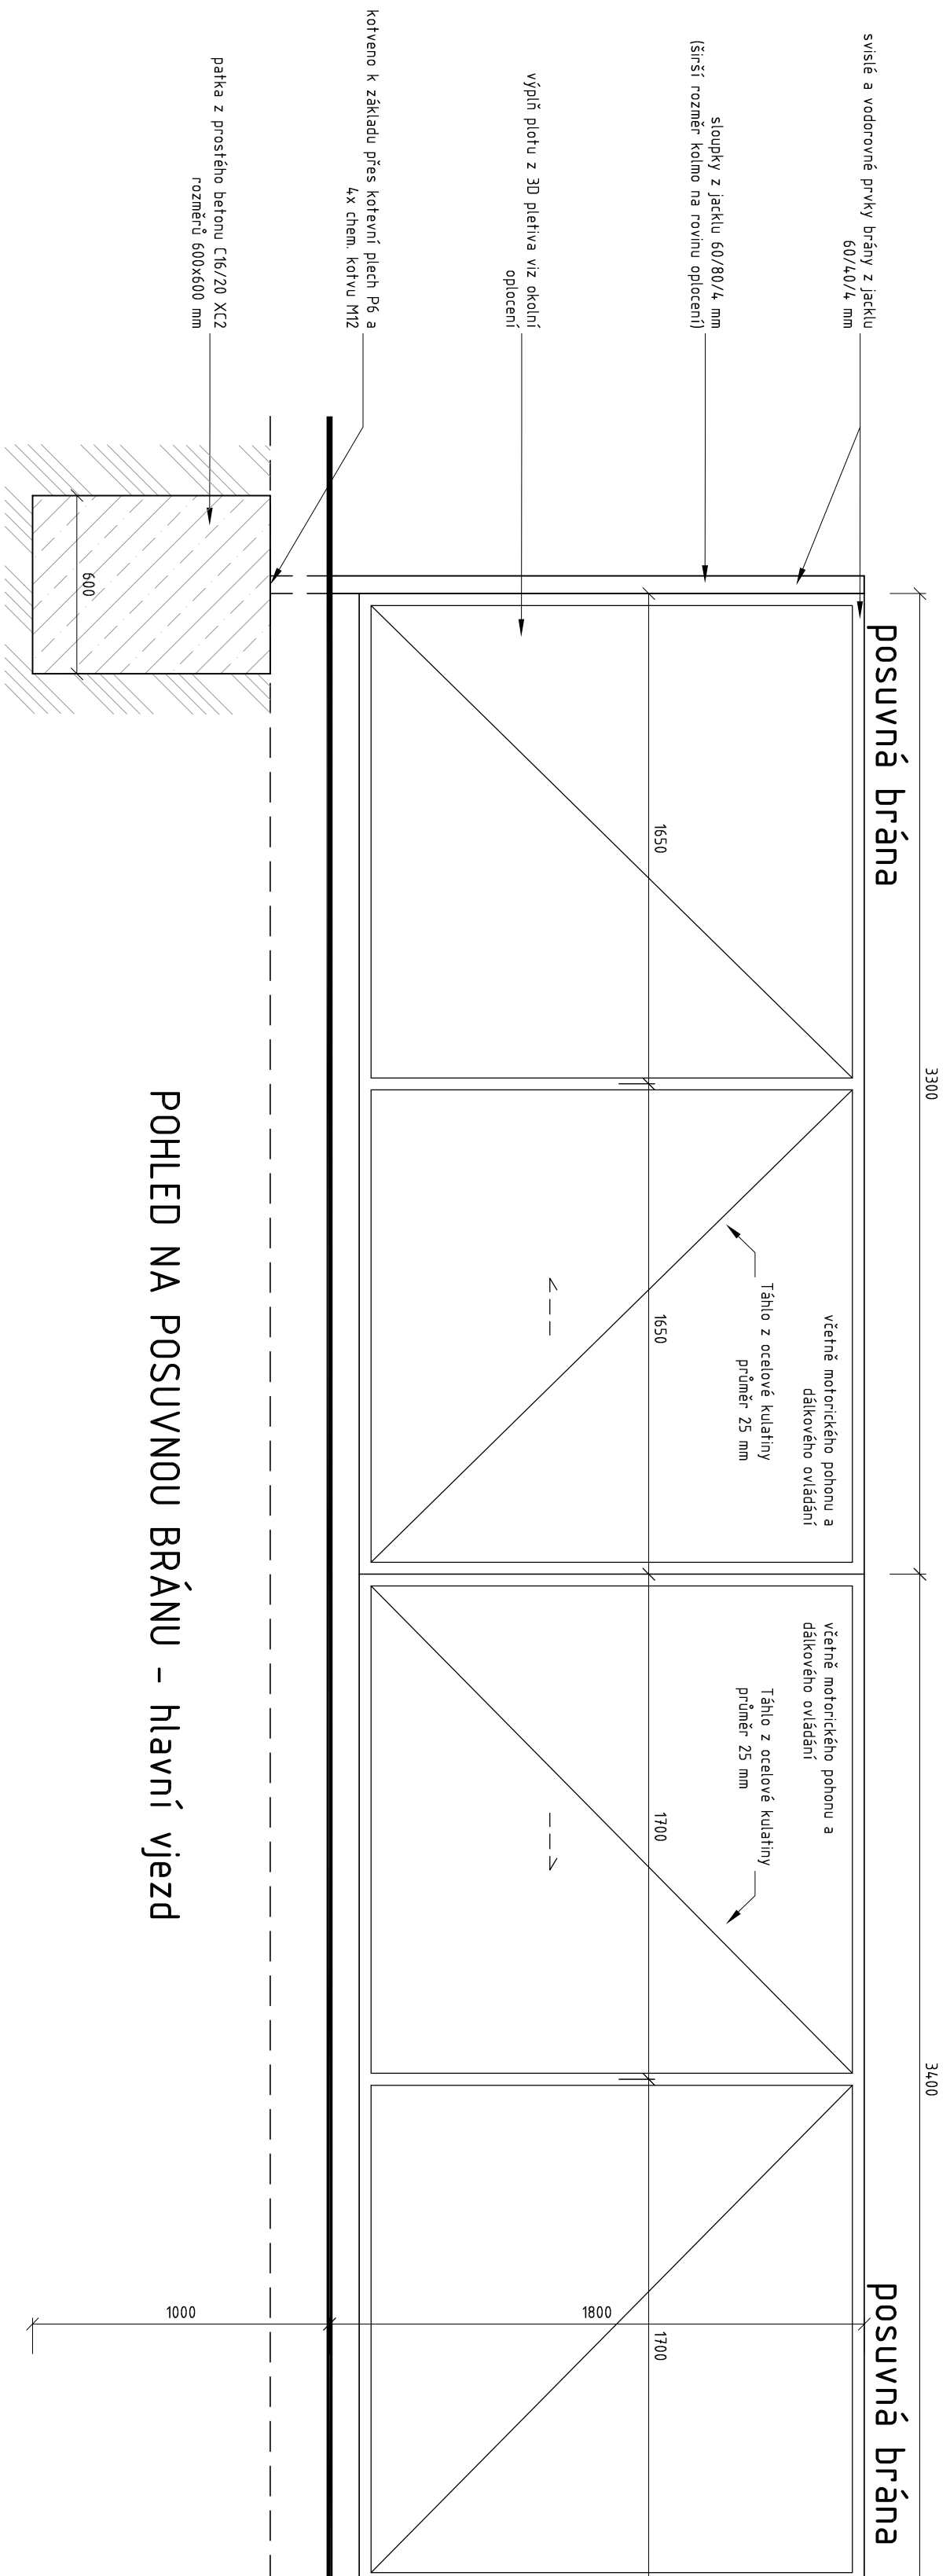 posuvná brána
posuvná brána
3300
3400
svislé a vodorovné prvky brány z jacklu
60/40/4 mm
sloupky z jacklu 60/80/4 mm
(širší rozměr kolmo na rovinu oplocení)
výplň plotu z 3D pletiva viz okolní
oplocení
kotveno k základu přes kotevní plech P6 a
4x chem. kotvu M12
patka z prostého betonu C16/20 XC2
rozměrů 600x600 mm
včetně motorického pohonu a
dálkového ovládání
Táhlo z ocelové kulatiny
průměr 25 mm
včetně motorického pohonu a
dálkového ovládání
Táhlo z ocelové kulatiny
průměr 25 mm
1650
1650
1700
1700
1800
1000
600
POHLED NA POSUVNOU BRÁNU - hlavní vjezd